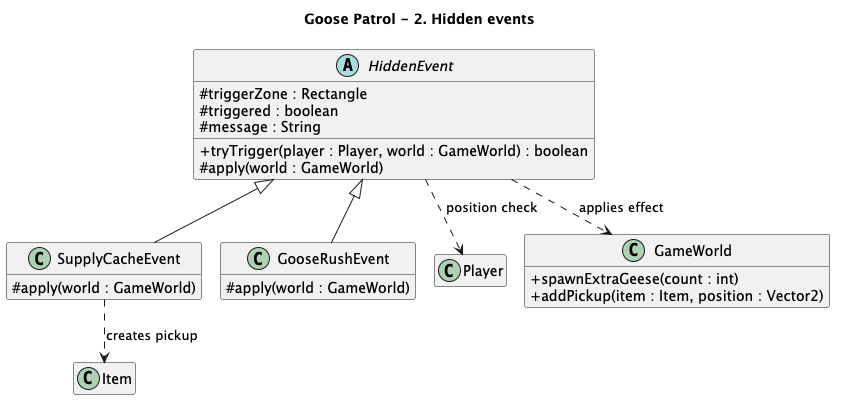 Goose Patrol - 2. Hidden events
A HiddenEvent
#triggerZone : Rectangle
#triggered : boolean
#message : String
+tryTrigger(player : Player, world : GameWorld) : boolean
#apply(world : GameWorld)
position check
applies effect
C SupplyCacheEvent
#apply(world : GameWorld)
C GooseRushEvent
#apply(world : GameWorld)
C Player
C GameWorld
+spawnExtraGeese(count : int)
+addPickup(item : Item, position : Vector2)
creates pickup
C Item